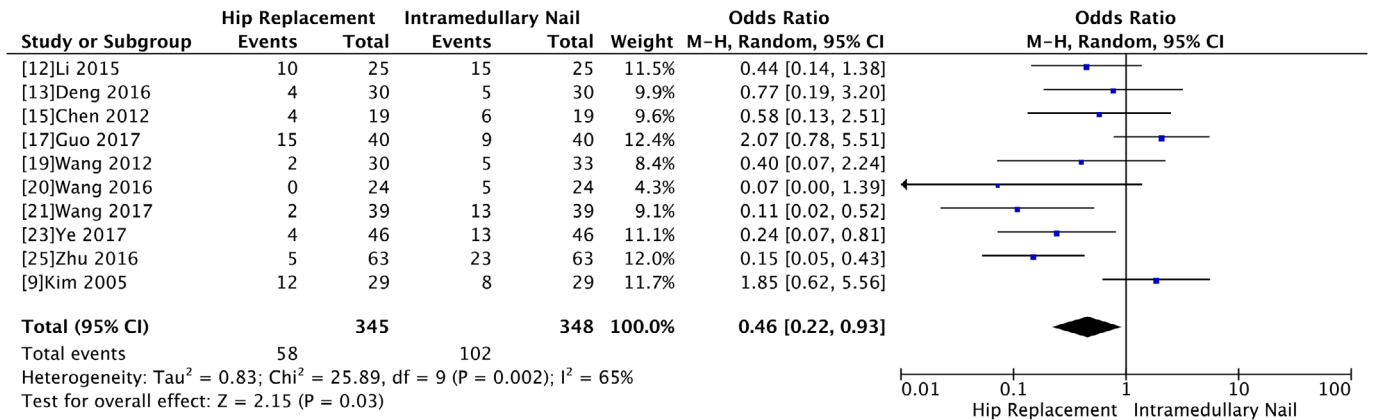 Hip Replacement Intramedullary Nail Odds Ratio Odds Ratio
Study or Subgroup Events Total Events Total Weight M-H, Random, 95% CI M-H, Random, 95% CI
[12]Li 2015 10 25 15 25 11.5% 0.44 [0.14, 1.38]
[13]Deng 2016 4 30 5 30 9.9% 0.77 [0.19, 3.20]
[15]Chen 2012 4 19 6 19 9.6% 0.58 [0.13, 2.51]
[17]Guo 2017 15 40 9 40 12.4% 2.07 [0.78, 5.51]
[19]Wang 2012 2 30 5 33 8.4% 0.40 [0.07, 2.24]
[20]Wang 2016 0 24 5 24 4.3% 0.07 [0.00, 1.39]
[21]Wang 2017 2 39 13 39 9.1% 0.11 [0.02, 0.52]
[23]Ye 2017 4 46 13 46 11.1% 0.24 [0.07, 0.81]
[25]Zhu 2016 5 63 23 63 12.0% 0.15 [0.05, 0.43]
[9]Kim 2005 12 29 8 29 11.7% 1.85 [0.62, 5.56]
Total (95% CI) 345 348 100.0% 0.46 [0.22, 0.93]
Total events 58 102
Heterogeneity: Tau² = 0.83; Chi² = 25.89, df = 9 (P = 0.002); I² = 65%
Test for overall effect: Z = 2.15 (P = 0.03)
0.01 0.1 1 10 100
Hip Replacement Intramedullary Nail